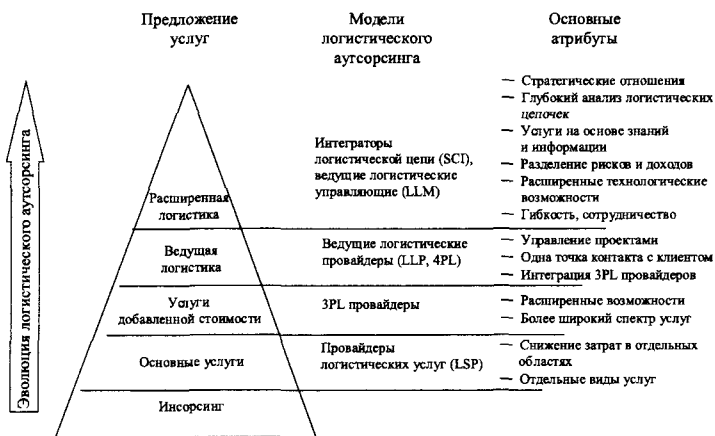 Предложение
услуг
Модели
логистического
аутсорсинга
Основные
атрибуты
Эволюция логистического аутсорсинга
Расширенная
логистика
Интеграторы
логистической цепи (SCI),
ведущие логистические
управляющие (LLM)
— Стратегические отношения
— Глубокий анализ логистических
цепочек
— Услуги на основе знаний
и информации
— Разделение рисков и доходов
— Расширенные технологические
возможности
— Гибкость, сотрудничество
Ведущая
логистика
Ведущие логистические
провайдеры (LLP, 4PL)
— Управление проектами
— Одна точка контакта с клиентом
— Интеграция 3PL провайдеров
Услуги
добавленной стоимости
3PL провайдеры
— Расширенные возможности
— Более широкий спектр услуг
Основные услуги
Провайдеры
логистических услуг (LSP)
— Снижение затрат в отдельных
областях
— Отдельные виды услуг
Инсорсинг